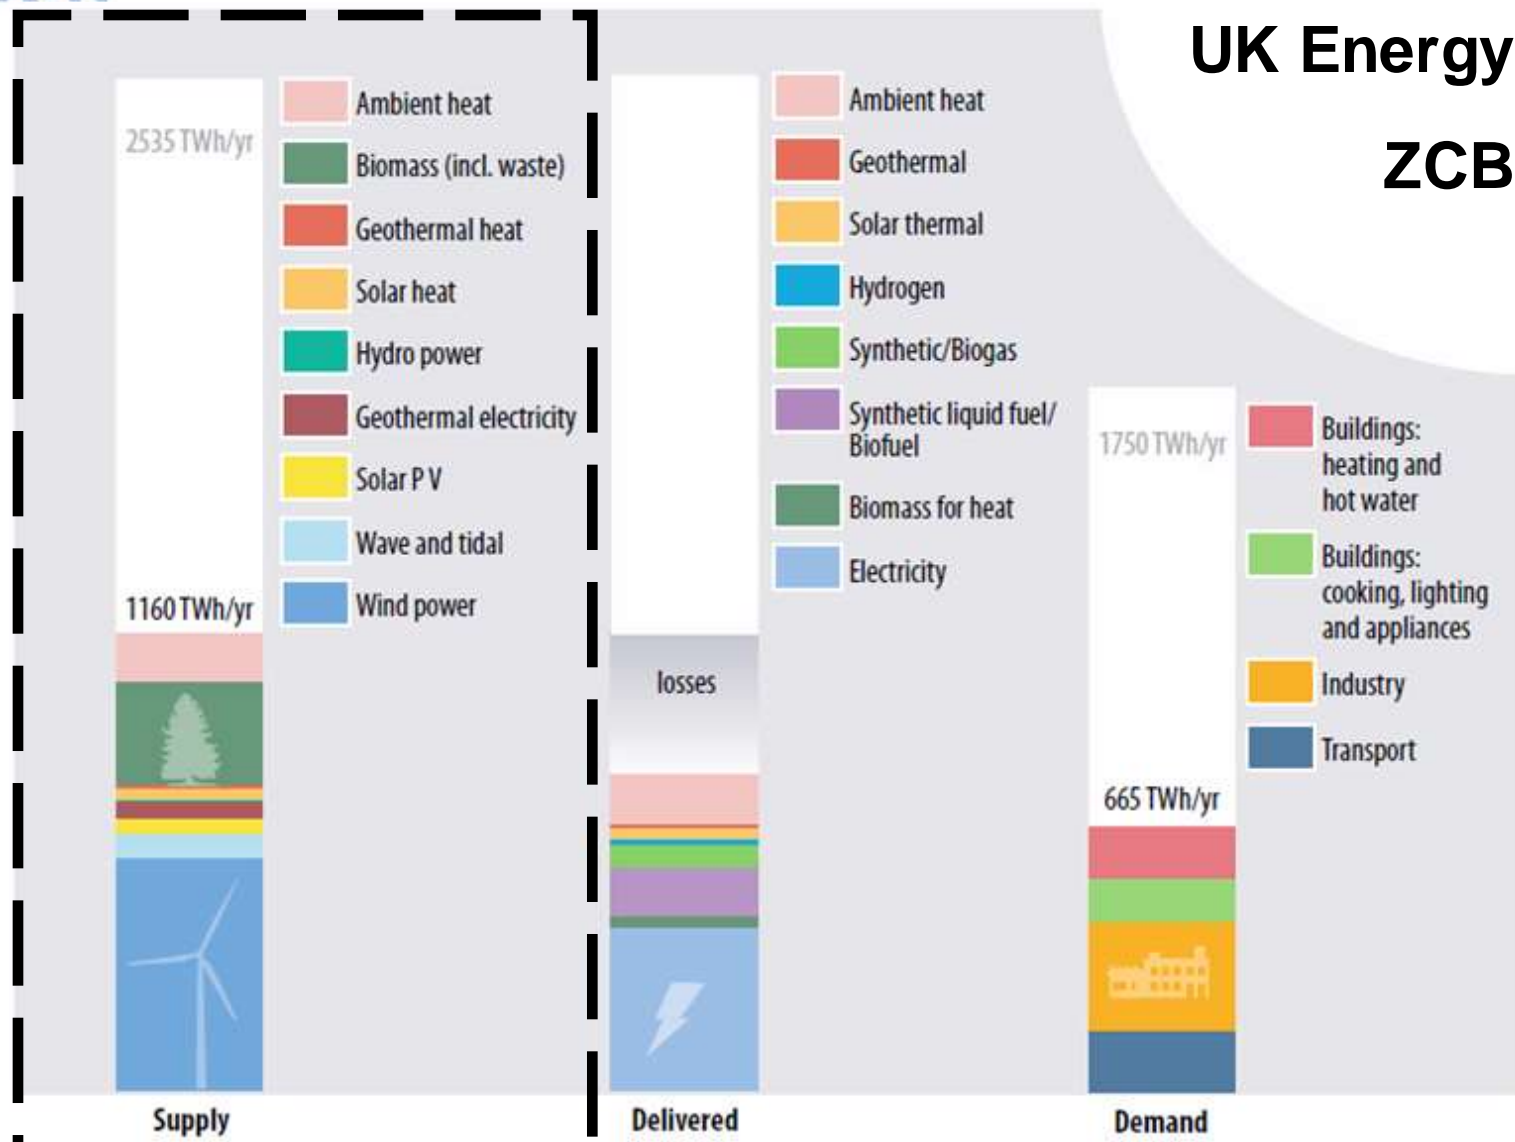 UK Energy
ZCB
2535 TWh/yr
1160 TWh/yr
Ambient heat
Biomass (incl. waste)
Geothermal heat
Solar heat
Hydro power
Geothermal electricity
Solar P V
Wave and tidal
Wind power
Supply
Ambient heat
Geothermal
Solar thermal
Hydrogen
Synthetic/Biogas
Synthetic liquid fuel/
Biofuel
Biomass for heat
Electricity
losses
Delivered
1750 TWh/yr
665 TWh/yr
Buildings:
heating and
hot water
Buildings:
cooking, lighting
and appliances
Industry
Transport
Demand